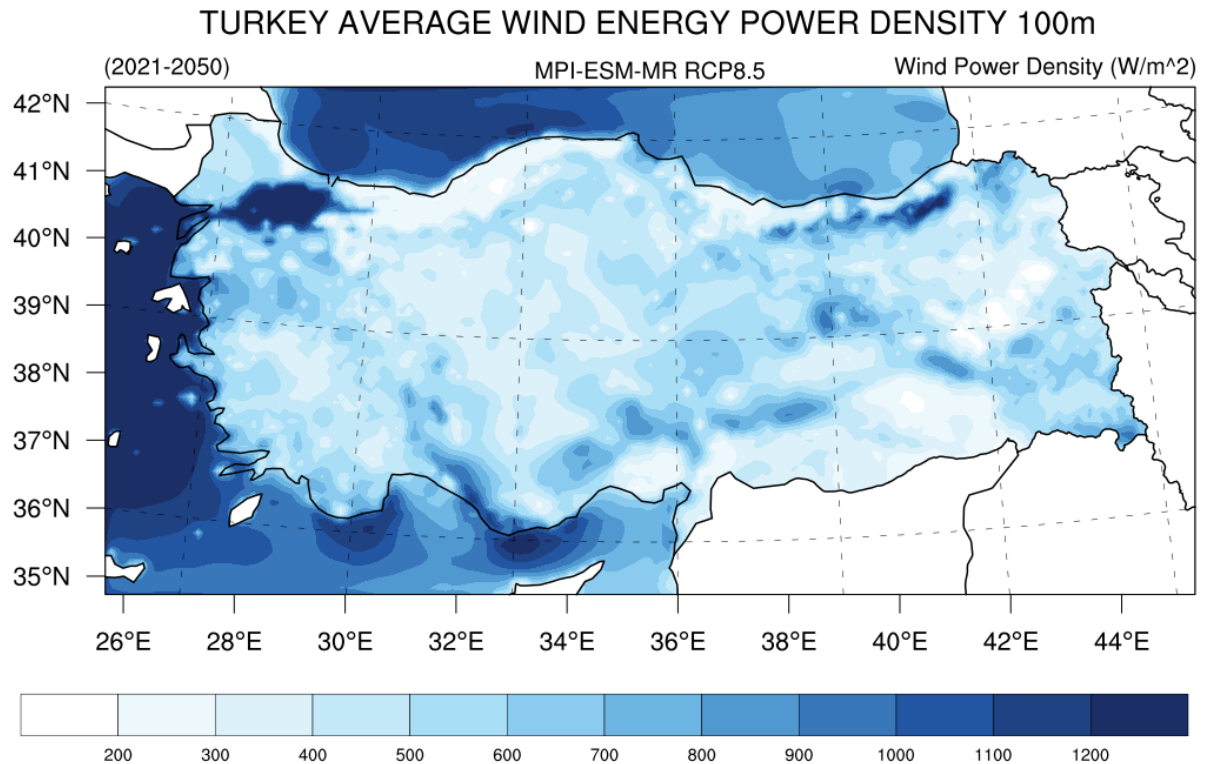 TURKEY AVERAGE WIND ENERGY POWER DENSITY 100m
(2021-2050) MPI-ESM-MR RCP8.5 Wind Power Density (W/m^2)
42°N
41°N
40°N
39°N
38°N
37°N
36°N
35°N
26°E 28°E 30°E 32°E 34°E 36°E 38°E 40°E 42°E 44°E
200 300 400 500 600 700 800 900 1000 1100 1200